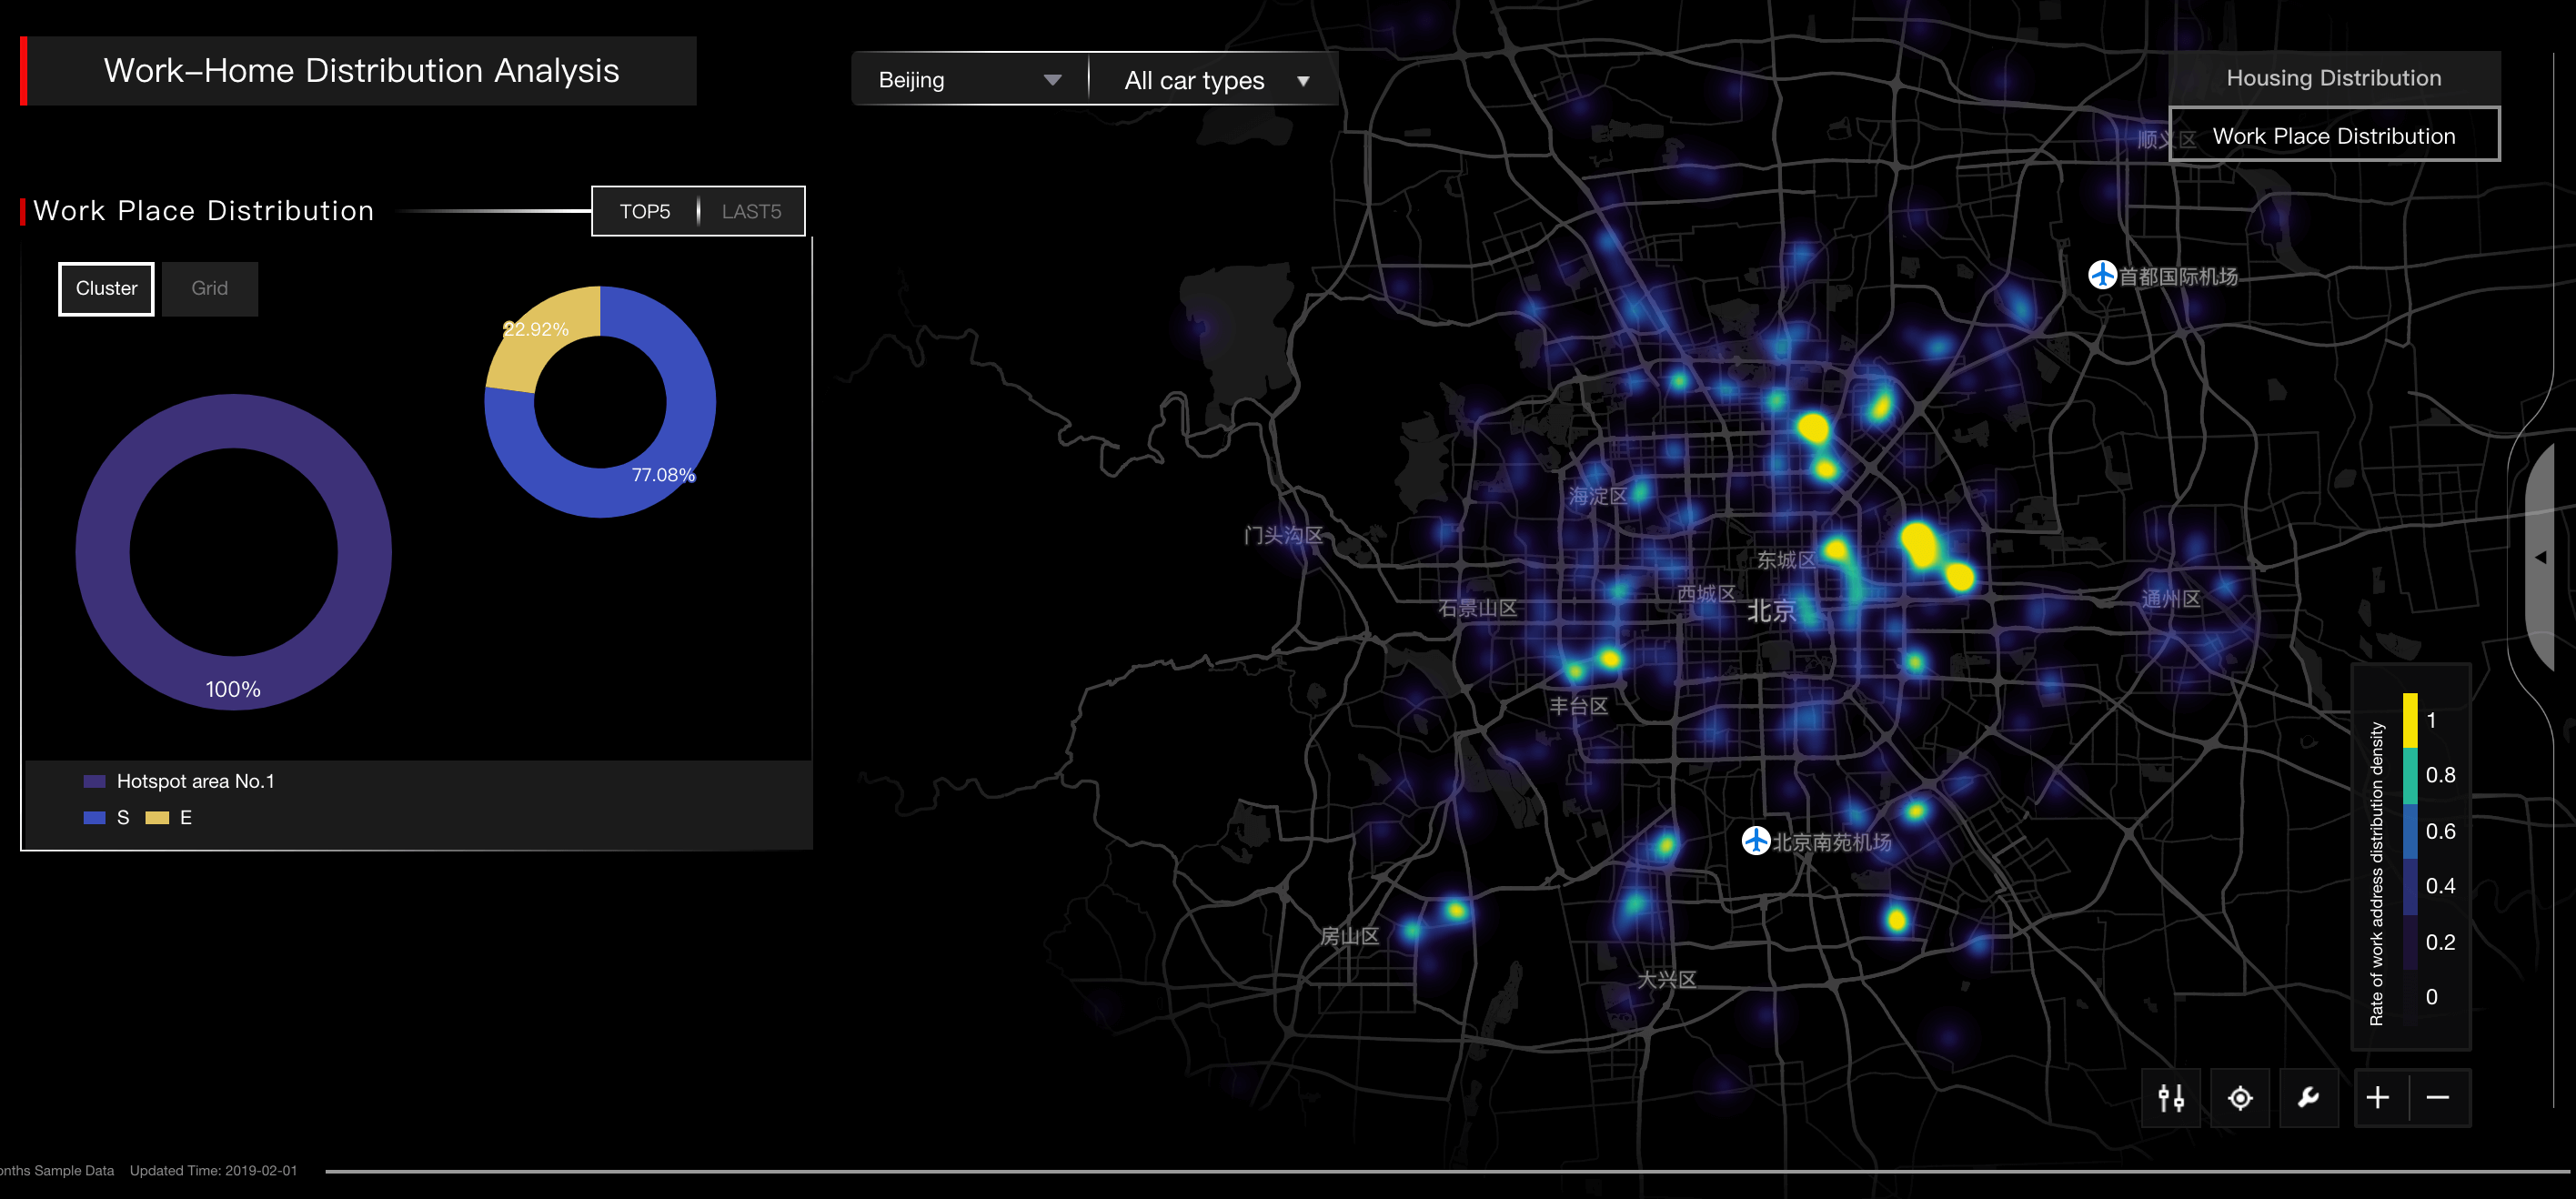 Work–Home Distribution Analysis
Beijing
All car types
Housing Distribution
Work Place Distribution
顺义区
Work Place Distribution
TOP5
LAST5
Cluster
Grid
22.92%
77.08%
100%
Hotspot area No.1
S
E
首都国际机场
海淀区
门头沟区
东城区
西城区
北京
石景山区
通州区
丰台区
北京南苑机场
房山区
大兴区
Rate of work address distribution density
1
0.8
0.6
0.4
0.2
0
Sample Data
Updated Time: 2019-02-01